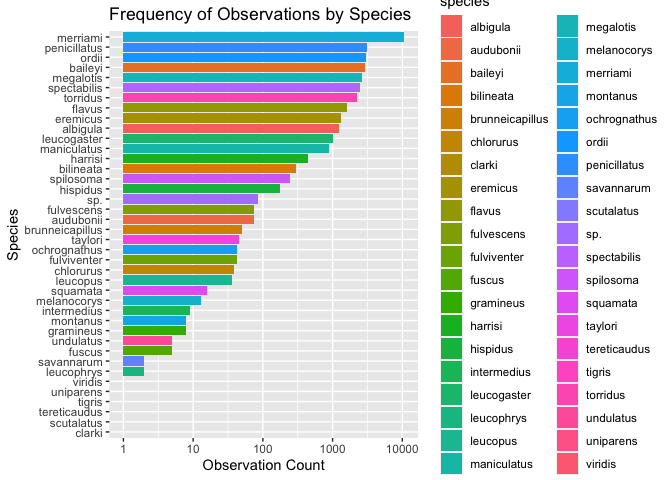 Frequency of Observations by Species
species
Species
merriami
penicillatus
ordii
baileyi
megalotis
spectabilis
torridus
flavus
eremicus
albigula
leucogaster
maniculatus
harrisi
bilineata
spilosoma
hispidus
sp.
fulvescens
audubonii
brunneicapillus
taylori
ochrognathus
fulviventer
chlorurus
leucopus
squamata
melanocorys
intermedius
montanus
gramineus
undulatus
fuscus
savannarum
leucophrys
viridis
uniparens
tigris
tereticaudus
scutalatus
clarki
1 10 100 1000 10000
Observation Count
albigula
audubonii
baileyi
bilineata
brunneicapillus
chlorurus
clarki
eremicus
flavus
fulvescens
fulviventer
fuscus
gramineus
harrisi
hispidus
intermedius
leucogaster
leucophrys
leucopus
maniculatus
megalotis
melanocorys
merriami
montanus
ochrognathus
ordii
penicillatus
savannarum
scutalatus
sp.
spectabilis
spilosoma
squamata
taylori
tereticaudus
tigris
torridus
undulatus
uniparens
viridis